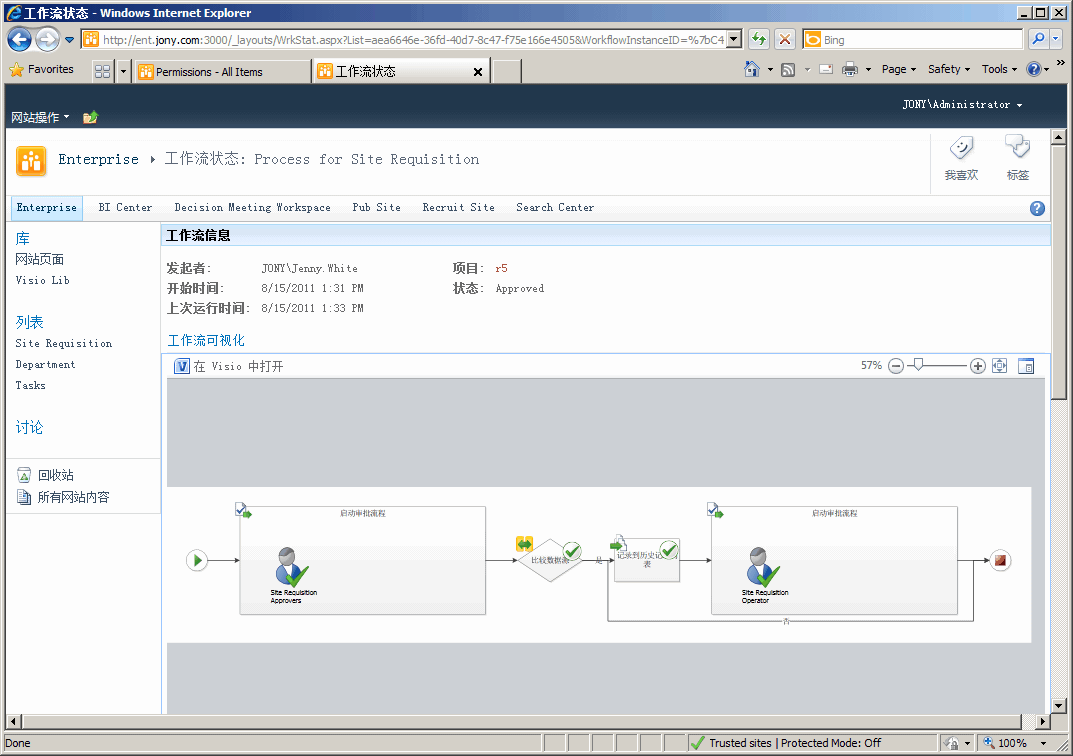 工作流状态 - Windows Internet Explorer
http://ent.jony.com:3000/_layouts/WrkStat.aspx?List=aea6646e-36fd-40d7-8c47-f75e166e4505&WorkflowInstanceID=%7bC4
Bing
Favorites
Permissions - All Items
工作流状态
Page
Safety
Tools
JONY\Administrator
网站操作
Enterprise
工作流状态: Process for Site Requisition
我喜欢
标签
Enterprise
BI Center
Decision Meeting Workspace
Pub Site
Recruit Site
Search Center
库
网站页面
Visio Lib
列表
Site Requisition
Department
Tasks
讨论
回收站
所有网站内容
工作流信息
发起者: JONY\Jenny.White
项目: r5
开始时间: 8/15/2011 1:31 PM
状态: Approved
上次运行时间: 8/15/2011 1:33 PM
工作流可视化
在 Visio 中打开
57%
启动审批流程
Site Requisition
Approvers
比较数据源
是
记录到历史记
表
启动审批流程
Site Requisition
Operator
否
Done
Trusted sites | Protected Mode: Off
100%